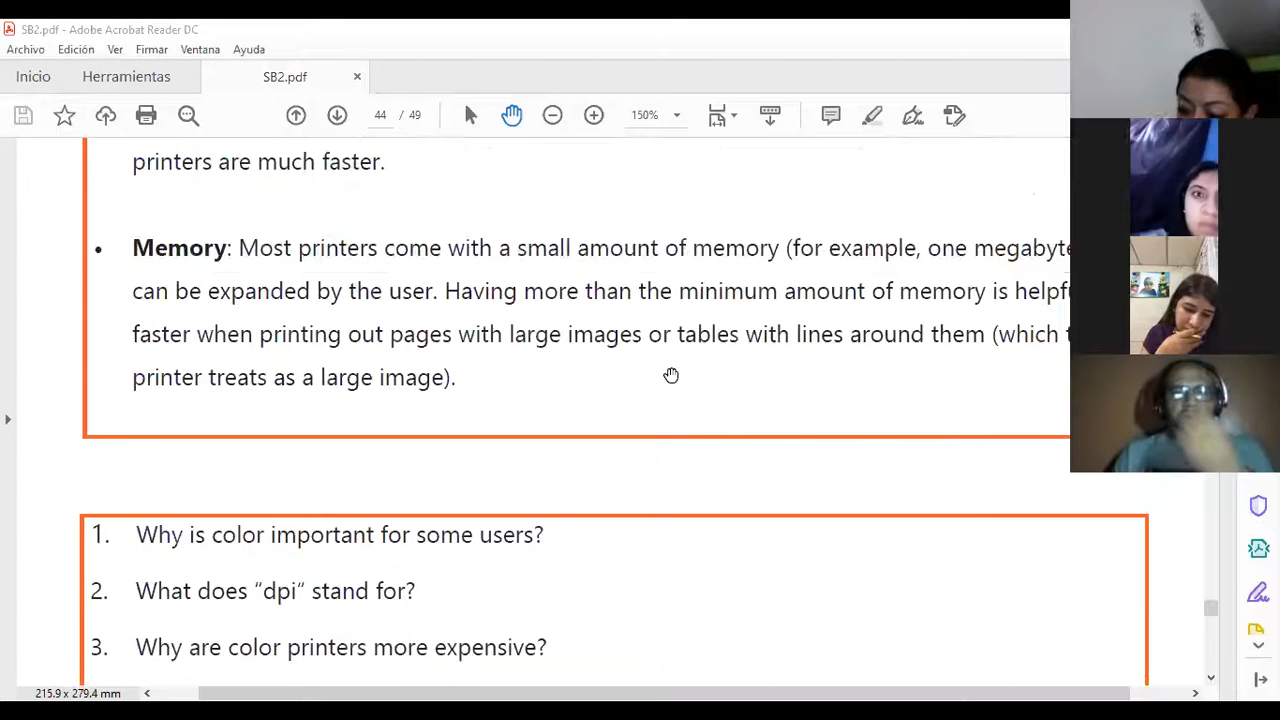 SB2.pdf - Adobe Acrobat Reader DC
Archivo Edición Ver Firmar Ventana Ayuda
Inicio Herramientas SB2.pdf ×
44 / 49 150%
printers are much faster.
• Memory: Most printers come with a small amount of memory (for example, one megabyte
can be expanded by the user. Having more than the minimum amount of memory is
faster when printing out pages with large images or tables with lines around them (which
printer treats as a large image).
1. Why is color important for some users?
2. What does “dpi” stand for?
3. Why are color printers more expensive?
215.9 x 279.4 mm